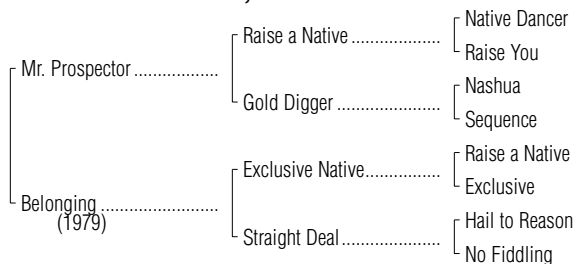 Native Dancer
Raise a Native ....................
Raise You
Mr. Prospector ................
Nashua
Gold Digger .......................
Sequence
Raise a Native
Exclusive Native.................
Exclusive
Belonging ......................
(1979)
Hail to Reason
Straight Deal ......................
No Fiddling